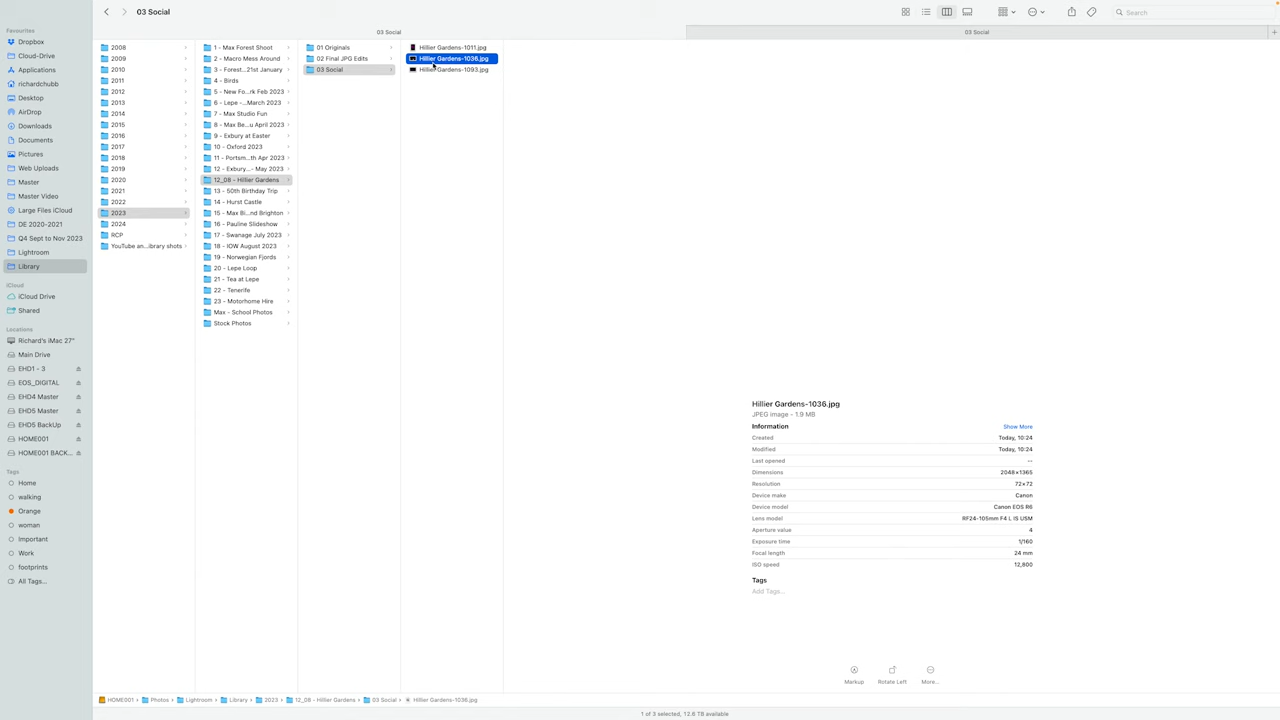 03 Social
Search
03 Social
03 Social
Favourites
Dropbox
Cloud-Drive
Applications
richardchubb
Desktop
AirDrop
Downloads
Documents
Pictures
Web Uploads
Master
Master Video
Large Files iCloud
DE 2020-2021
Q4 Sept to Nov 2023
Lightroom
Library
iCloud
iCloud Drive
Shared
Locations
Richard's iMac 27"
Main Drive
EHD1 - 3
EOS_DIGITAL
EHD4 Master
EHD5 Master
EHD5 BackUp
HOME001
HOME001 BACK...
Tags
Home
walking
Orange
woman
Important
Work
footprints
All Tags...
2008
2009
2010
2011
2012
2013
2014
2015
2016
2017
2018
2019
2020
2021
2022
2023
2024
RCP
YouTube an...ibrary shots
1 - Max Forest Shoot
2 - Macro Mess Around
3 - Forest...21st January
4 - Birds
5 - New Fo...rk Feb 2023
6 - Lepe -...March 2023
7 - Max Studio Fun
8 - Max Be...u April 2023
9 - Exbury at Easter
10 - Oxford 2023
11 - Portsm...th Apr 2023
12 - Exbury...- May 2023
12_08 - Hillier Gardens
13 - 50th Birthday Trip
14 - Hurst Castle
15 - Max Bi...nd Brighton
16 - Pauline Slideshow
17 - Swanage July 2023
18 - IOW August 2023
19 - Norwegian Fjords
20 - Lepe Loop
21 - Tea at Lepe
22 - Tenerife
23 - Motorhome Hire
Max - School Photos
Stock Photos
01 Originals
02 Final JPG Edits
03 Social
Hillier Gardens-1011.jpg
Hillier Gardens-1036.jpg
Hillier Gardens-1093.jpg
Hillier Gardens-1036.jpg
JPEG image - 1.9 MB
Information Show More
Created Today, 10:24
Modified Today, 10:24
Last opened --
Dimensions 2048×1365
Resolution 72×72
Device make Canon
Device model Canon EOS R6
Lens model RF24-105mm F4 L IS USM
Aperture value 4
Exposure time 1/160
Focal length 24 mm
ISO speed 12,800
Tags
Add Tags...
Markup Rotate Left More...
HOME001 › Photos › Lightroom › Library › 2023 › 12_08 - Hillier Gardens › 03 Social › Hillier Gardens-1036.jpg
1 of 3 selected, 12.6 TB available